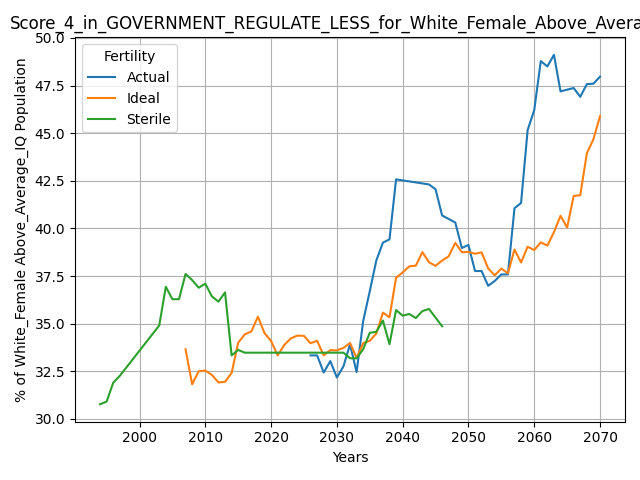 Score_4_in_GOVERNMENT_REGULATE_LESS_for_White_Female_Above_Avera
% of White_Female Above_Average_IQ Population
50.0
47.5
45.0
42.5
40.0
37.5
35.0
32.5
30.0
Fertility
Actual
Ideal
Sterile
2000 2010 2020 2030 2040 2050 2060 2070
Years